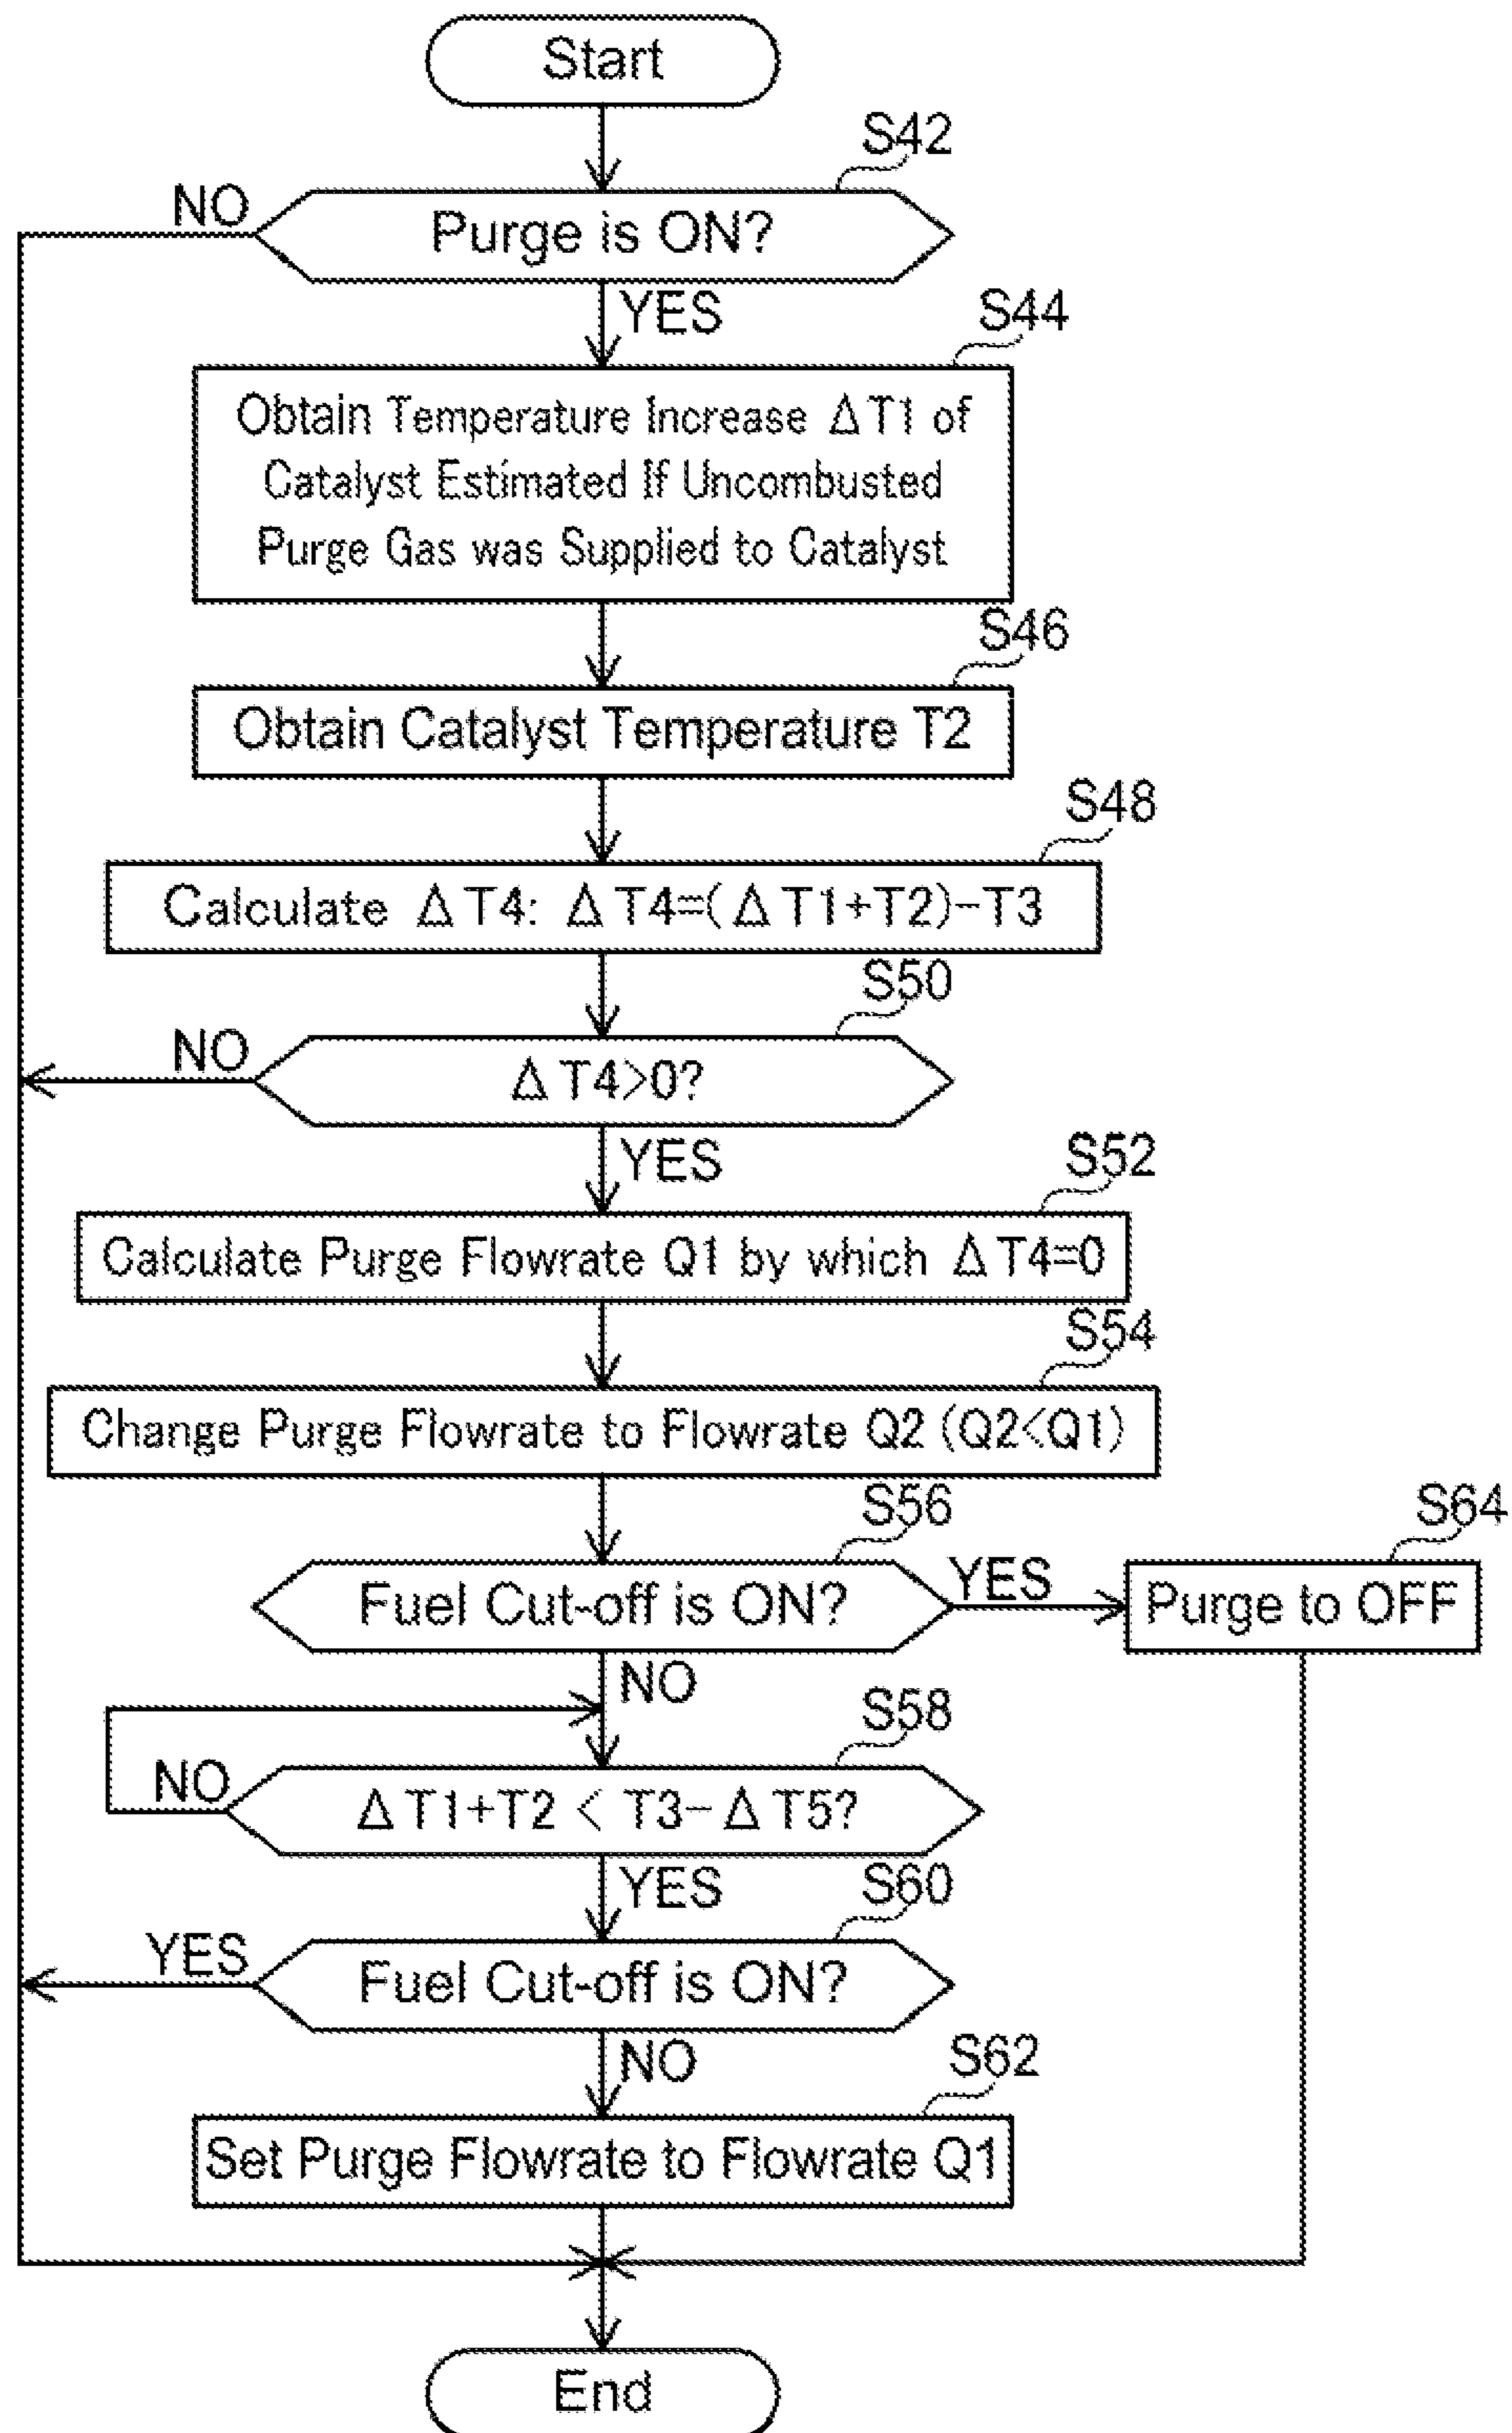 Start
S42
NO
Purge is ON?
YES
S44
Obtain Temperature Increase ΔT1 of
Catalyst Estimated If Uncombusted
Purge Gas was Supplied to Catalyst
S46
Obtain Catalyst Temperature T2
S48
Calculate ΔT4: ΔT4=(ΔT1+T2)-T3
S50
NO
ΔT4>0?
YES
S52
Calculate Purge Flowrate Q1 by which ΔT4=0
S54
Change Purge Flowrate to Flowrate Q2 (Q2<Q1)
S56
S64
Fuel Cut-off is ON?
YES
Purge to OFF
NO
S58
NO
ΔT1+T2 < T3-ΔT5?
YES
S60
YES
Fuel Cut-off is ON?
NO
S62
Set Purge Flowrate to Flowrate Q1
End